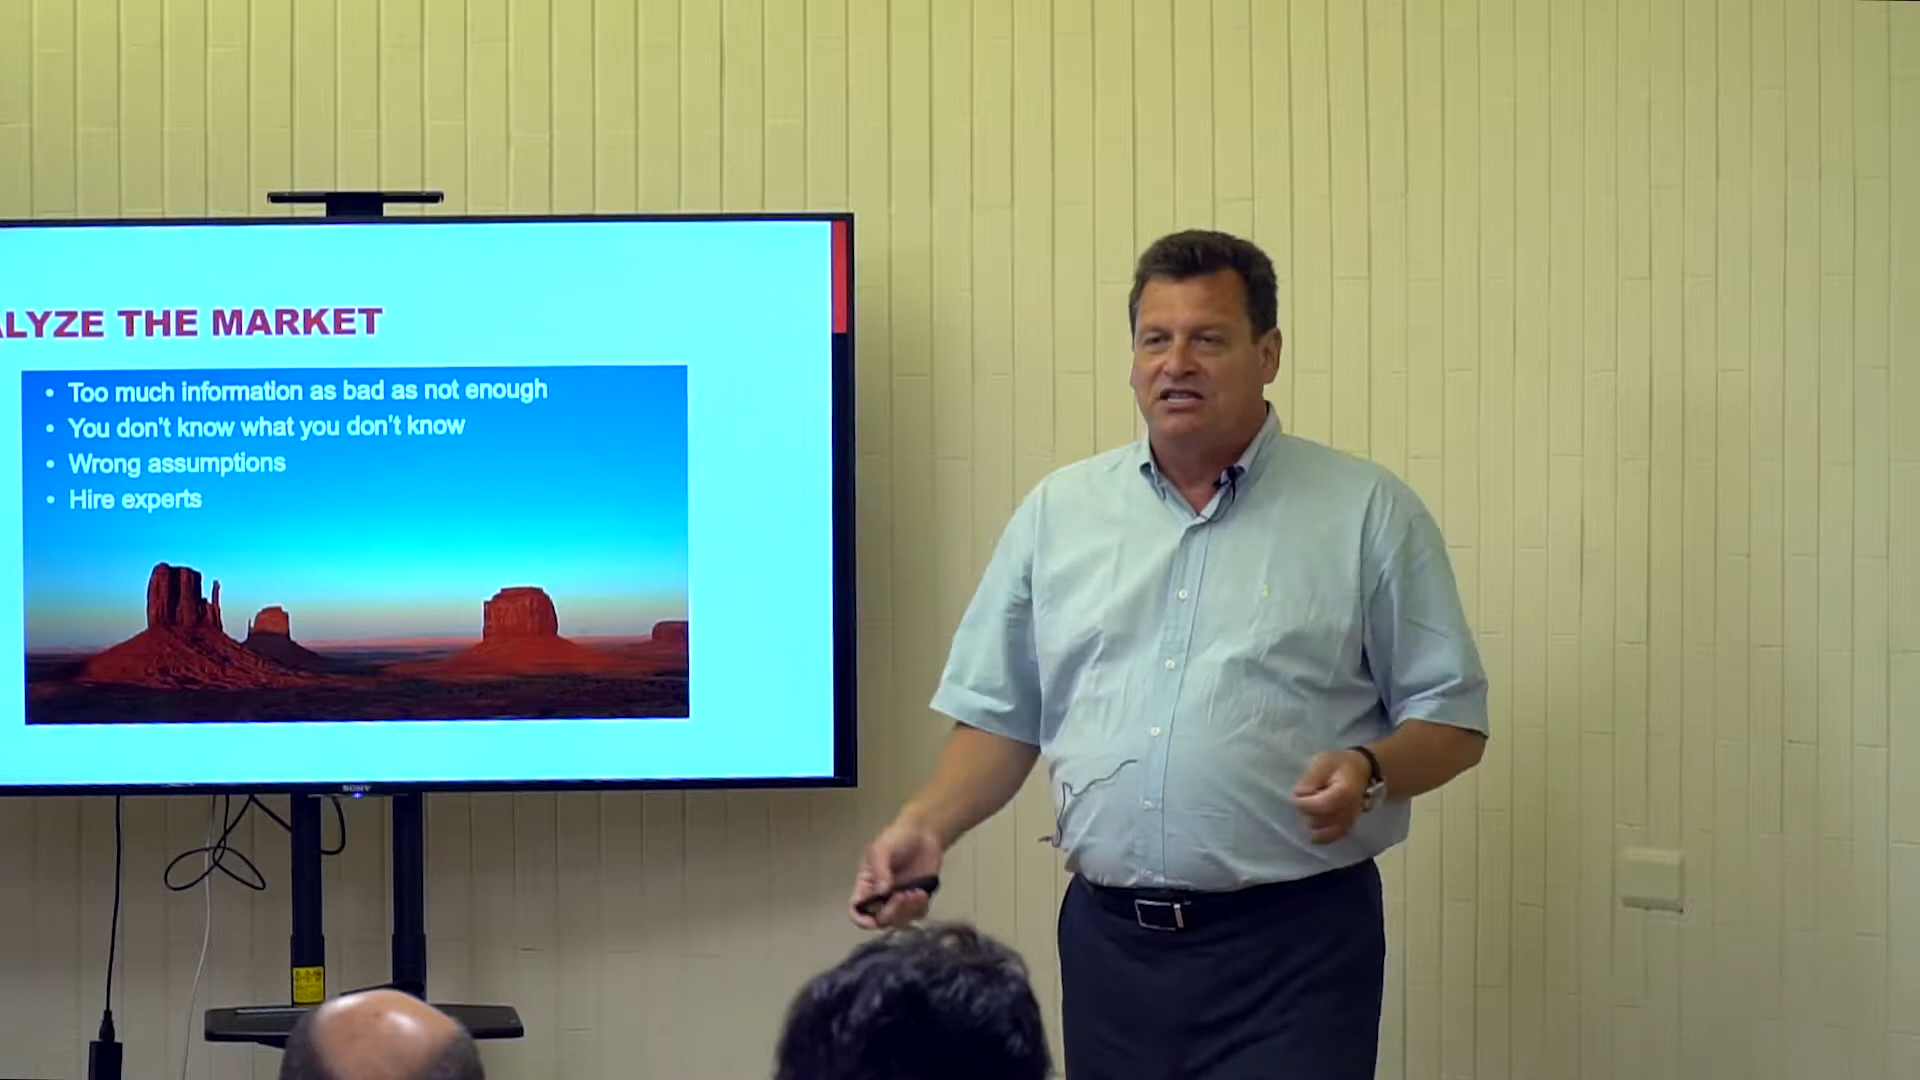 ALYZE THE MARKET
• Too much information as bad as not enough
• You don't know what you don't know
• Wrong assumptions
• Hire experts
SONY